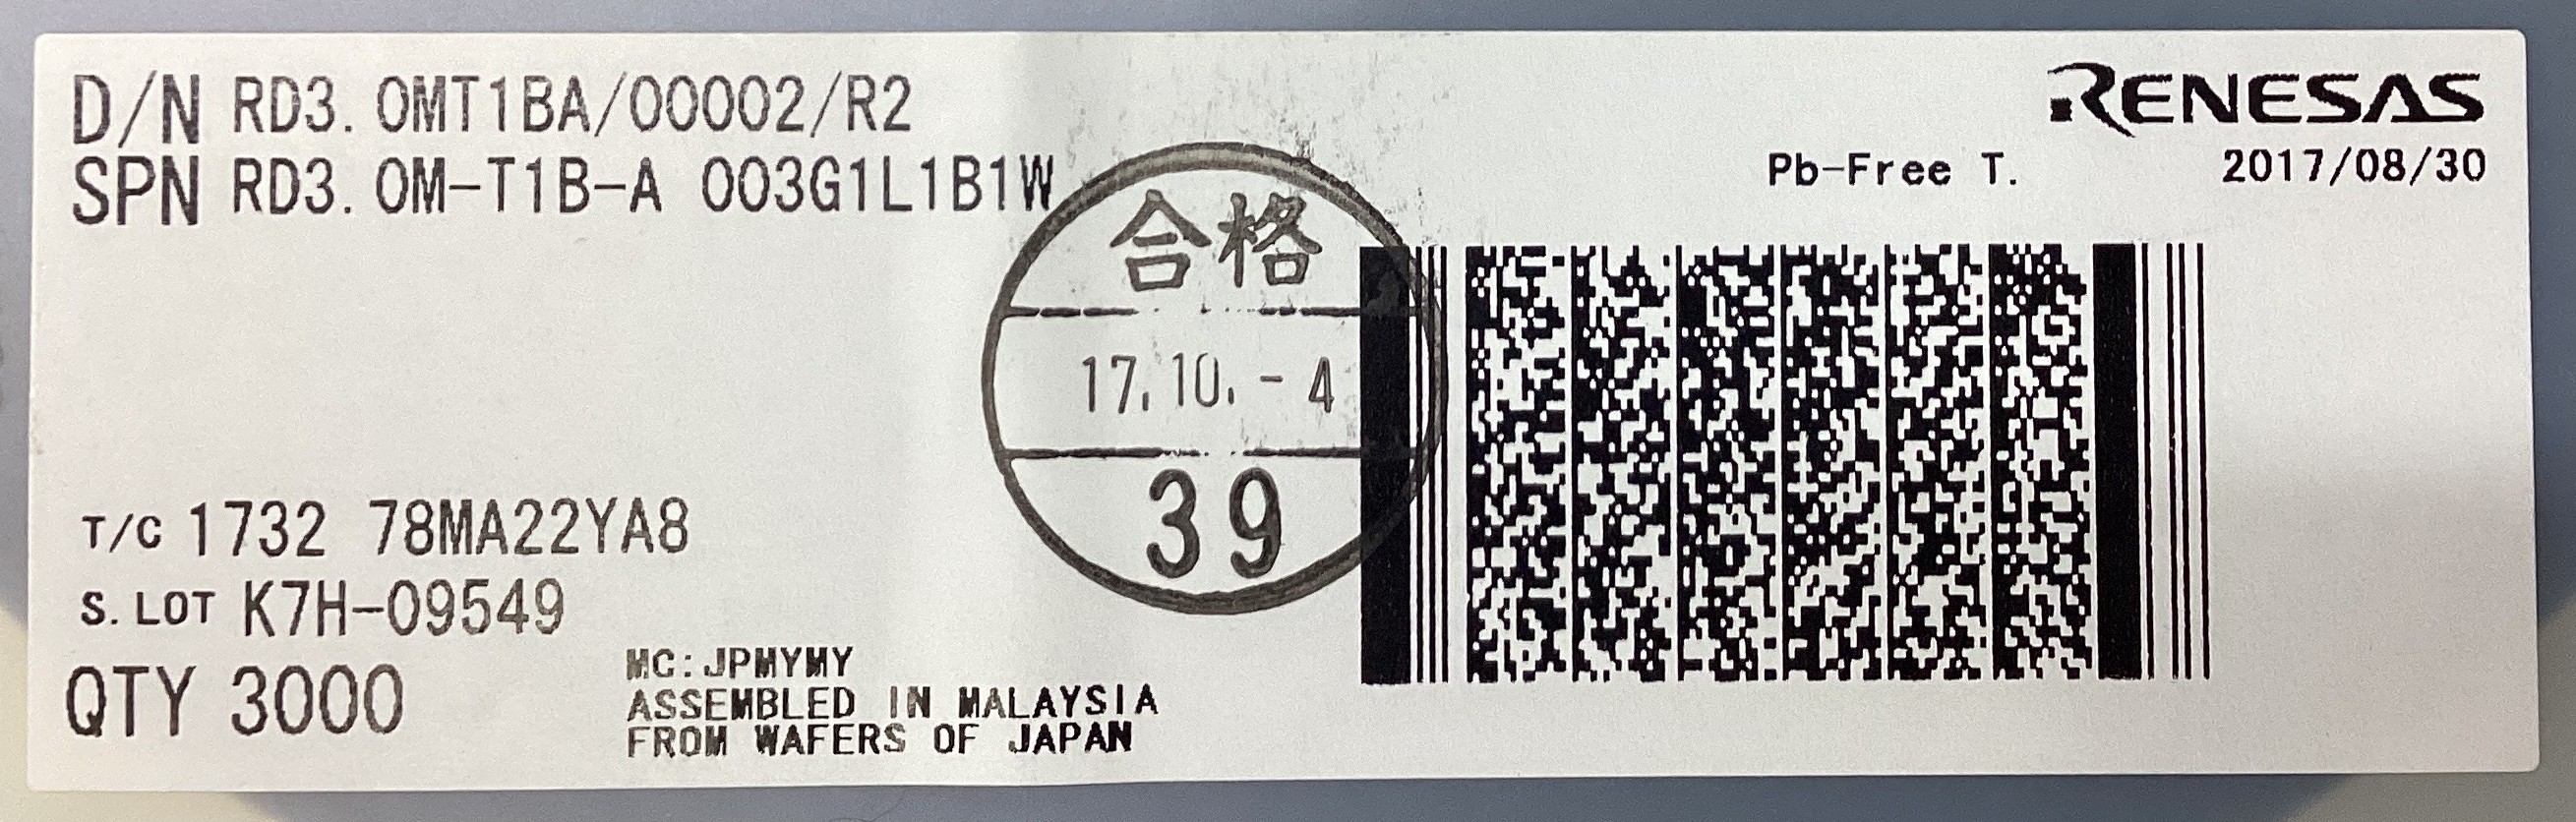 D/N RD3. 0MT1BA/00002/R2
SPN RD3. 0M-T1B-A 003G1L1B1W
RENESAS
Pb-Free T. 2017/08/30
合格
17.10.-4
39
T/C 1732 78MA22YA8
S. LOT K7H-09549
QTY 3000
MC:JPMYMY
ASSEMBLED IN MALAYSIA
FROM WAFERS OF JAPAN